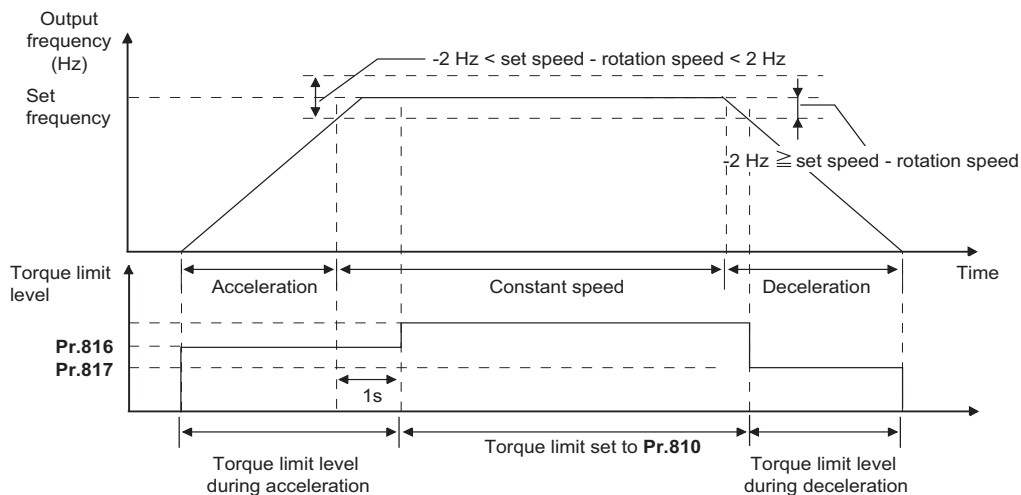 Output
frequency
(Hz)
-2 Hz < set speed - rotation speed < 2 Hz
Set
frequency
-2 Hz ≧ set speed - rotation speed
Time
Torque limit
level
Acceleration
Constant speed
Deceleration
Pr.816
Pr.817
1s
Torque limit level
during acceleration
Torque limit set to Pr.810
Torque limit level
during deceleration